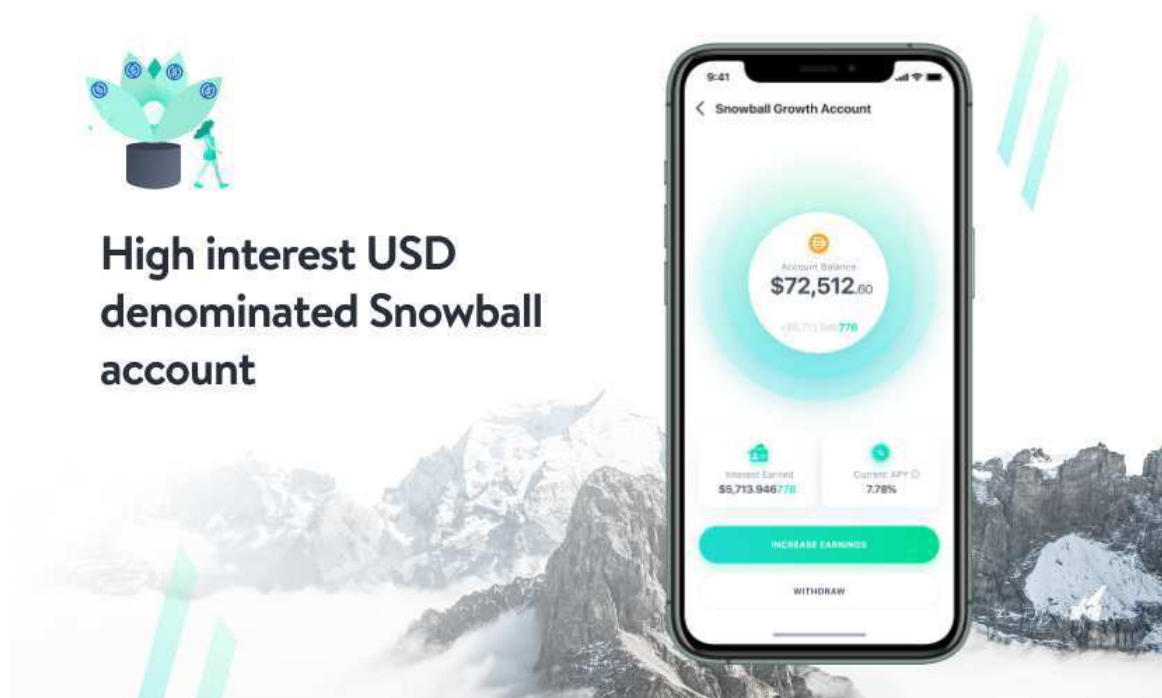 High interest USD
denominated Snowball
account
9:41
Snowball Growth Account
Account Balance
$72,512.60
Interest Earned
$5,713.946778
Current APY
7.78%
INCREASE EARNINGS
WITHDRAW